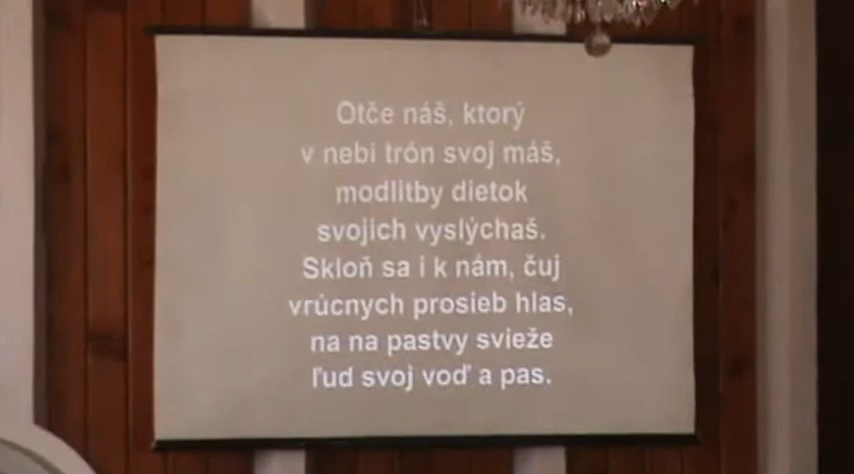 Otče náš, ktorý
v nebi trón svoj máš,
modlitby dietok
svojich vyslýchaš.
Skloň sa i k nám, čuj
vrúcnych prosieb hlas,
na na pastvy svieže
ľud svoj voď a pas.